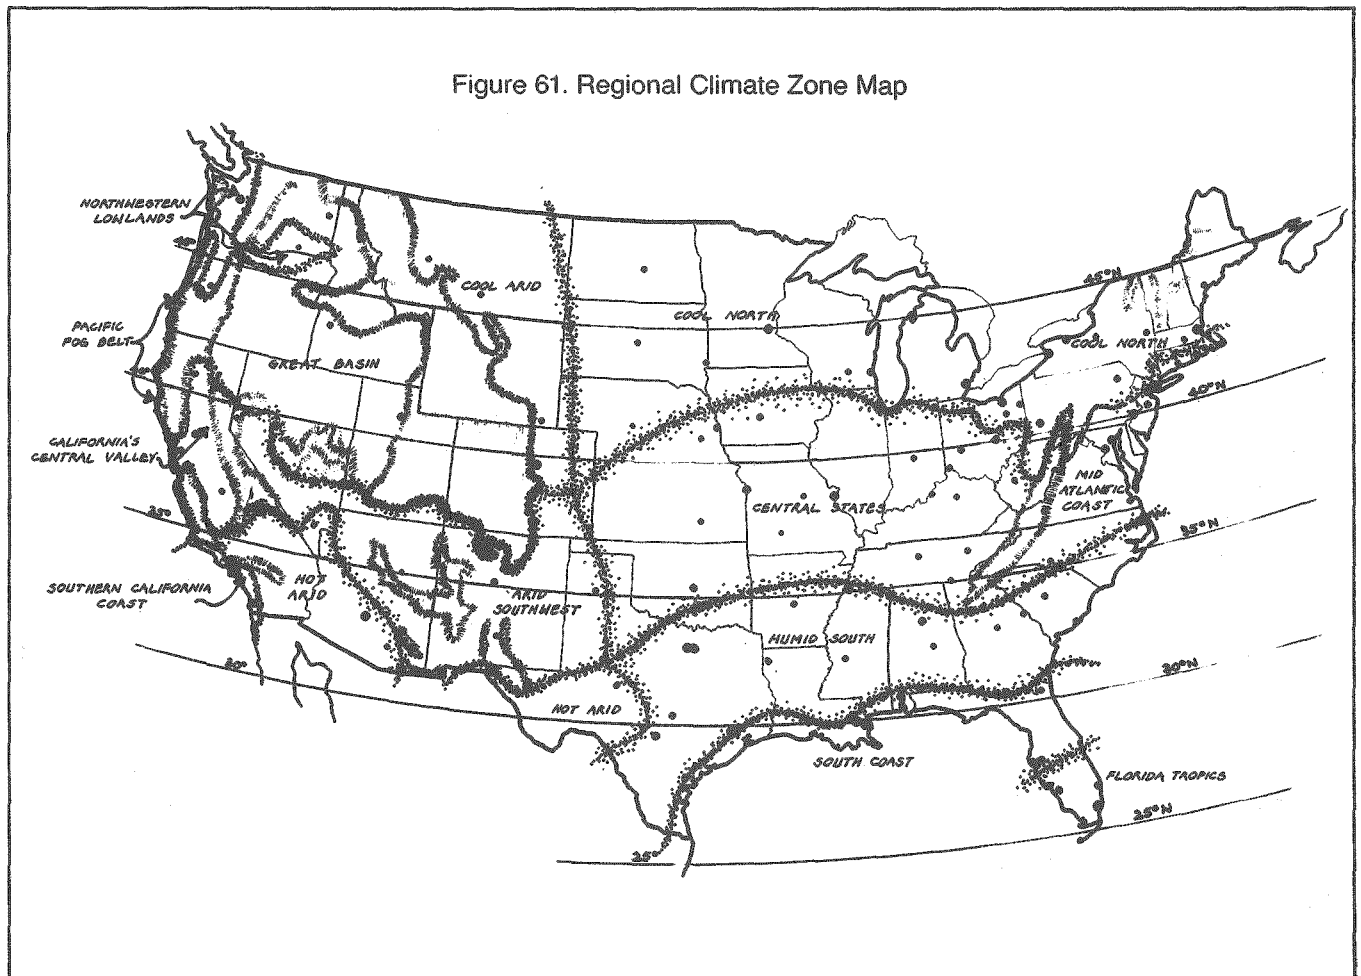 Figure 61. Regional Climate Zone Map
NORTHWESTERN
LOWLANDS
45°N
COOL ARID
COOL NORTH
PACIFIC
FOG BELT
COOL NORTH
GREAT BASIN
40°N
CALIFORNIA'S
CENTRAL VALLEY
MID
ATLANTIC
COAST
CENTRAL STATES
35°
35°N
SOUTHERN CALIFORNIA
COAST
HOT
ARID
ARID
SOUTHWEST
HUMID SOUTH
30°
30°N
HOT ARID
SOUTH COAST
FLORIDA TROPICS
25°N
25°